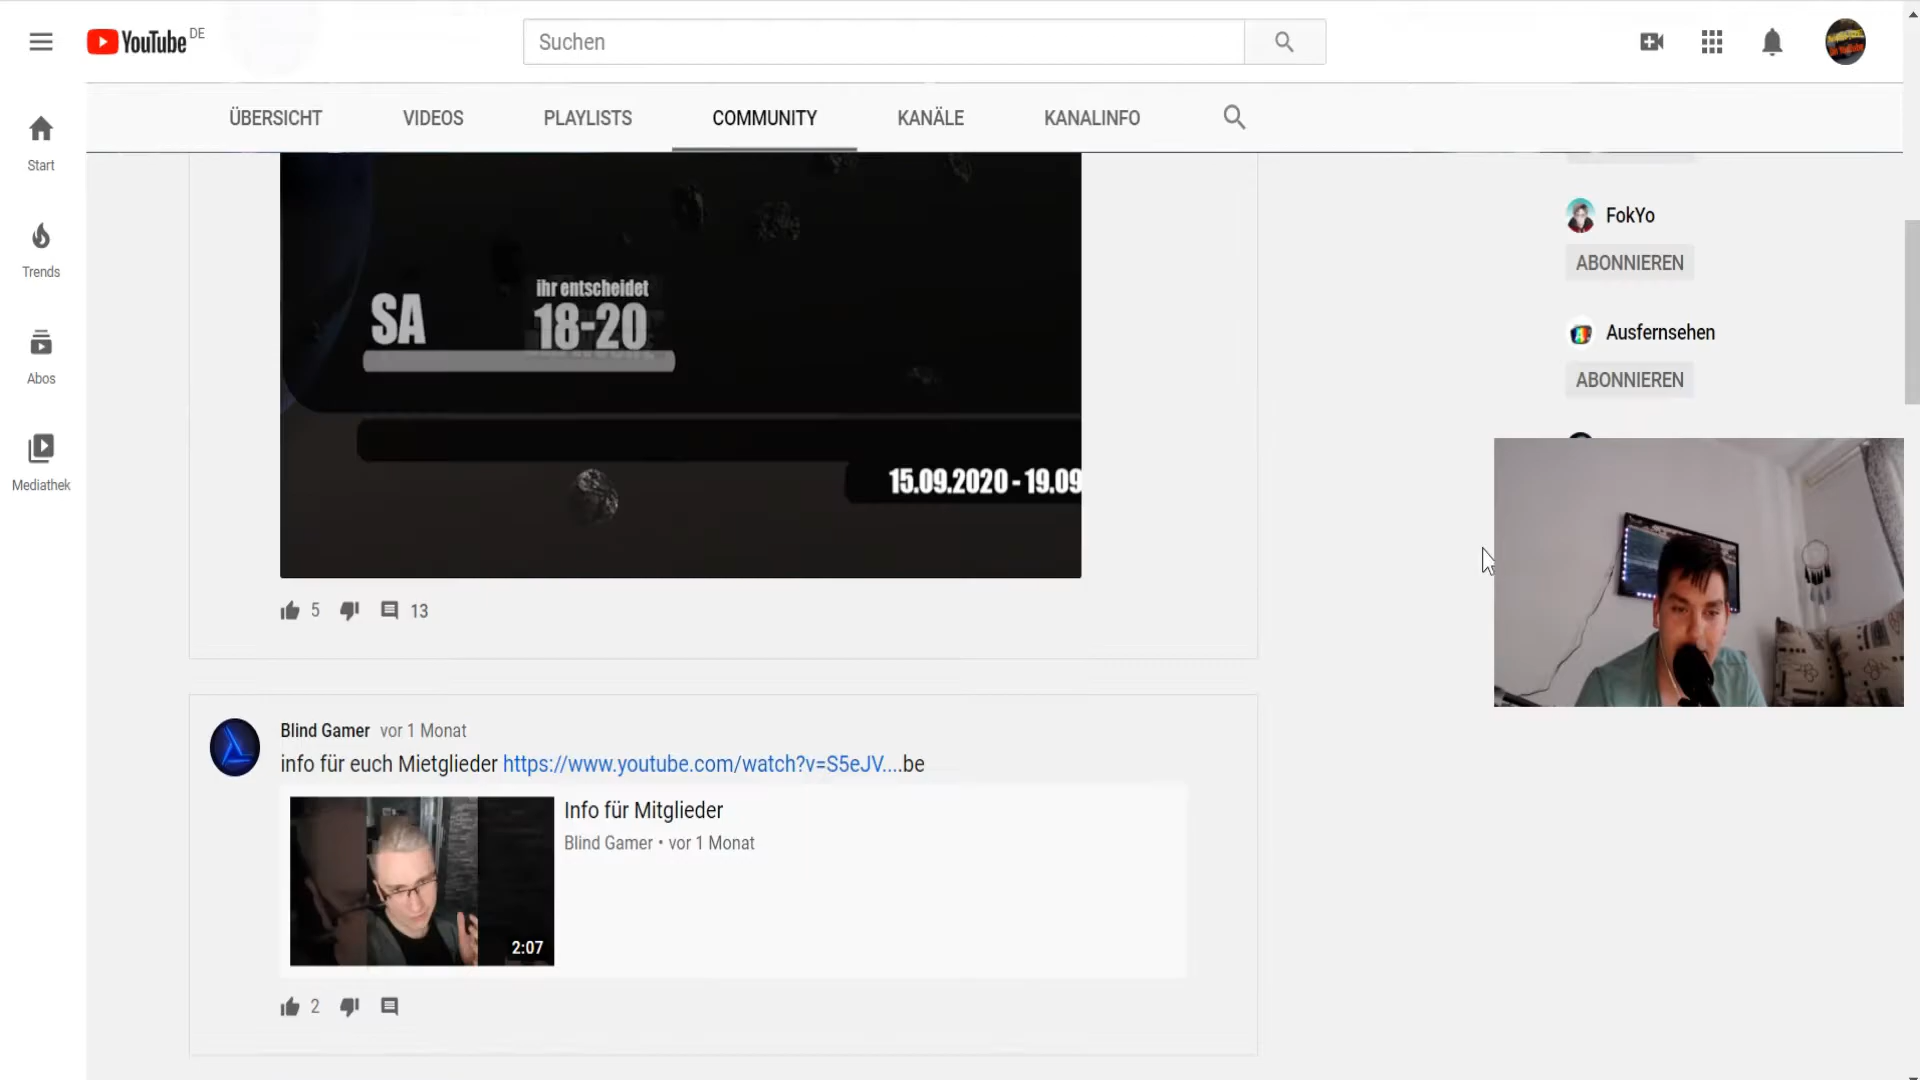 YouTube DE
Suchen
ÜBERSICHT
VIDEOS
PLAYLISTS
COMMUNITY
KANÄLE
KANALINFO
Start
Trends
Abos
Mediathek
SA
ihr entscheidet
18-20
15.09.2020 - 19.09
5
13
Blind Gamer vor 1 Monat
info für euch Mietglieder https://www.youtube.com/watch?v=S5eJV....be
Info für Mitglieder
Blind Gamer • vor 1 Monat
2:07
2
FokYo
ABONNIEREN
Ausfernsehen
ABONNIEREN